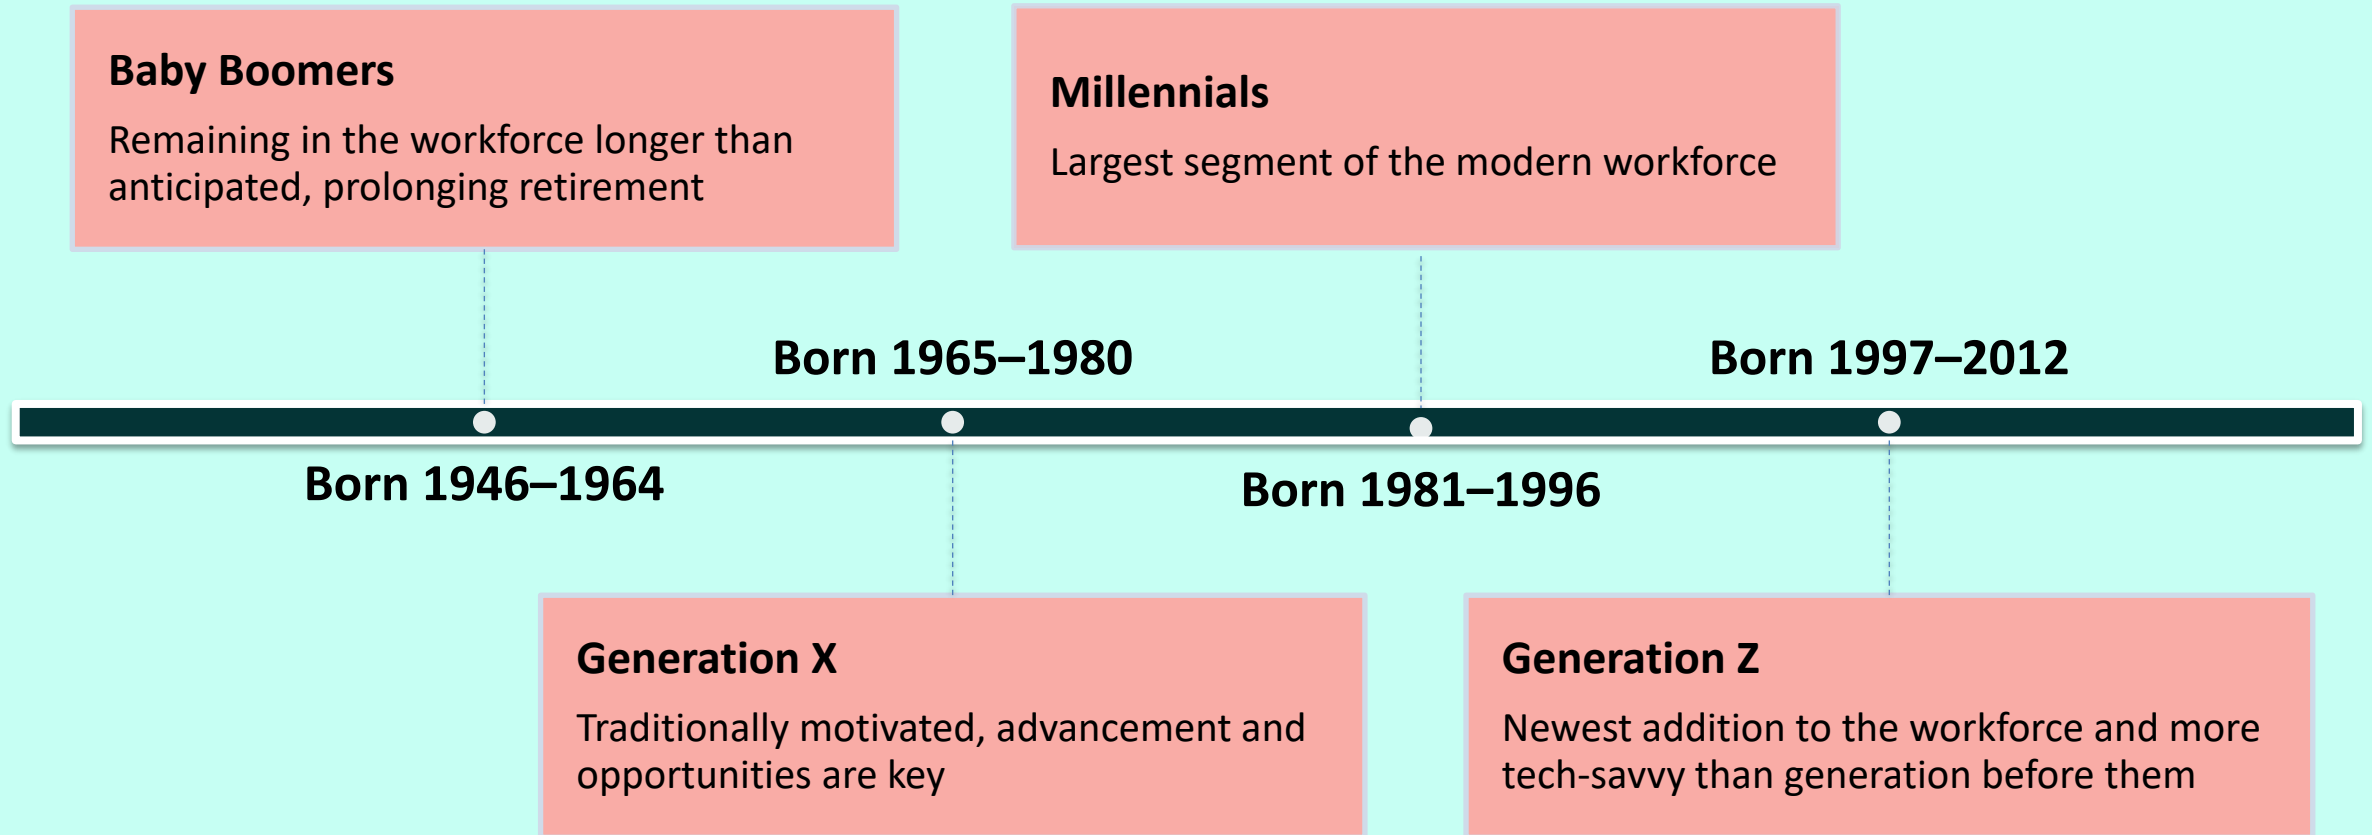 Baby Boomers
Remaining in the workforce longer than
anticipated, prolonging retirement
Born 1946–1964
Born 1965–1980
Generation X
Traditionally motivated, advancement and
opportunities are key
Millennials
Largest segment of the modern workforce
Born 1981–1996
Born 1997–2012
Generation Z
Newest addition to the workforce and more
tech-savvy than generation before them